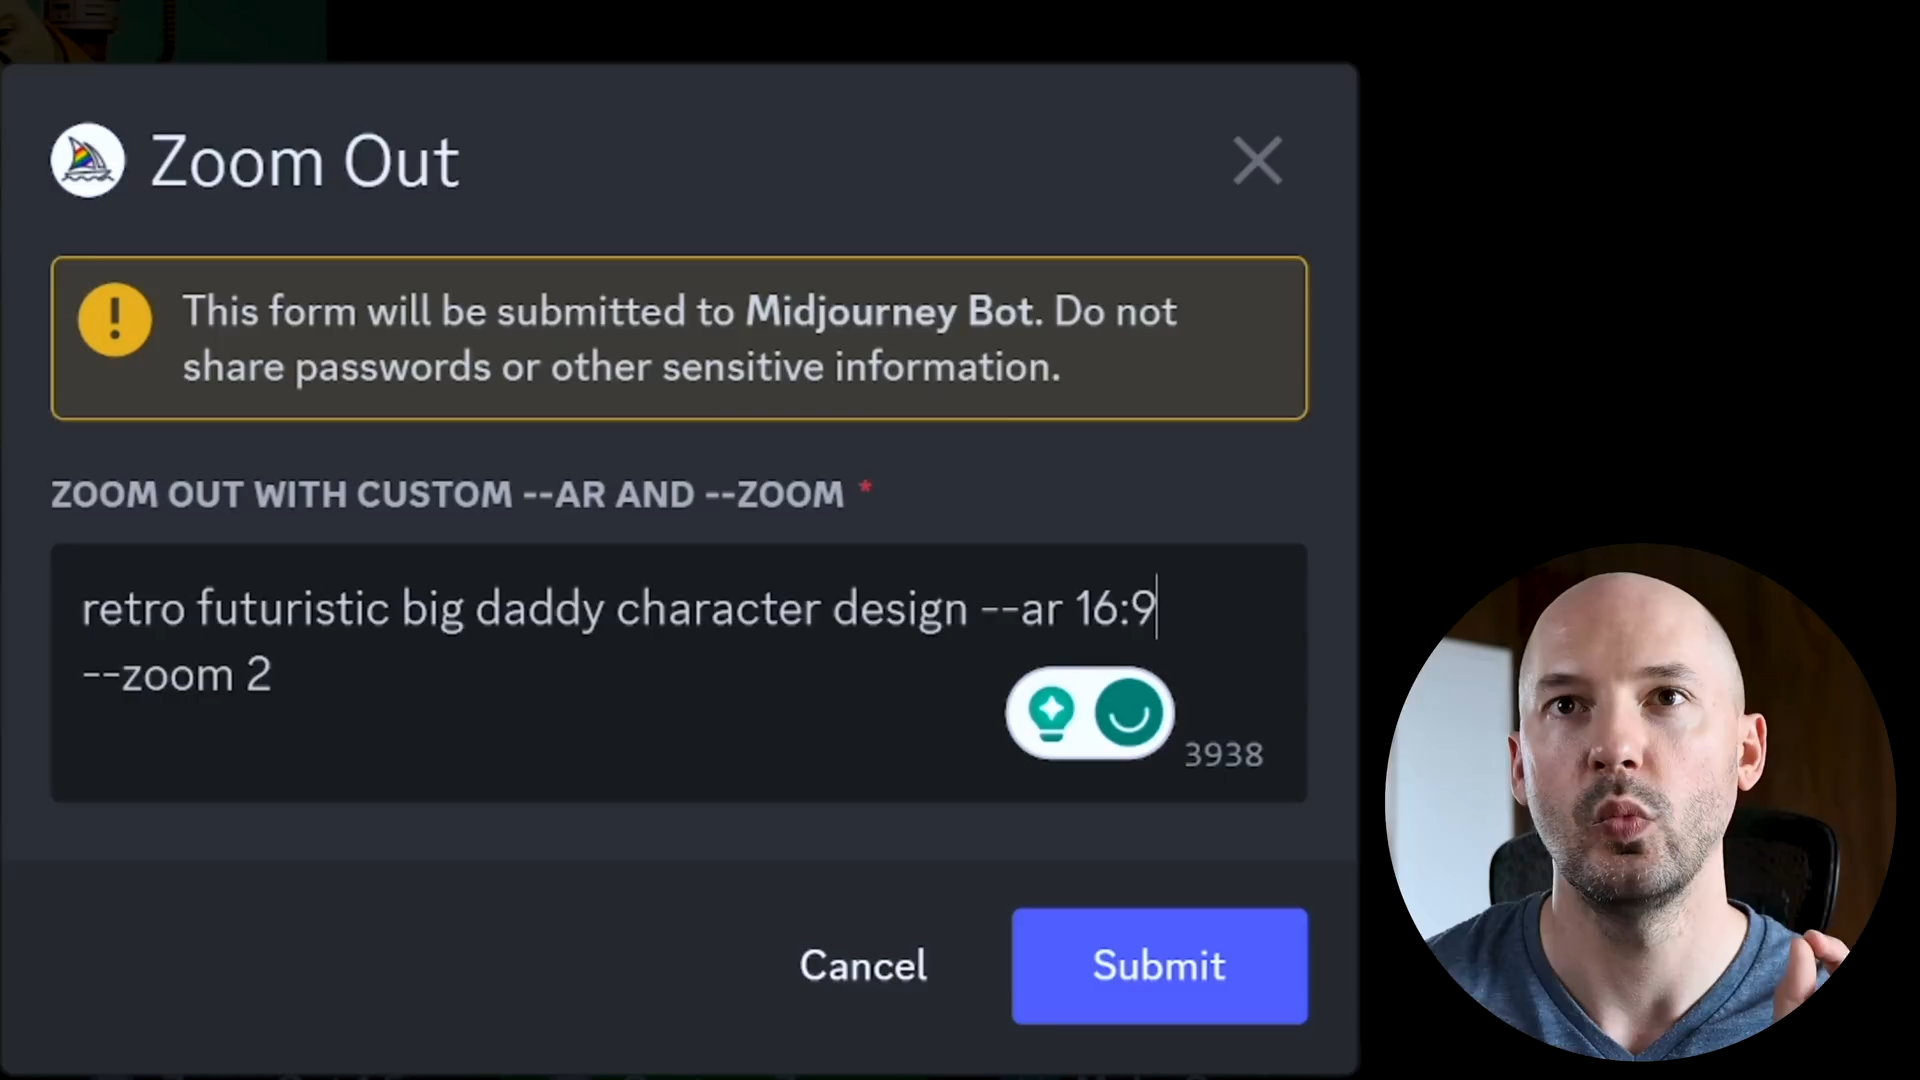 Zoom Out
This form will be submitted to Midjourney Bot. Do not
share passwords or other sensitive information.
ZOOM OUT WITH CUSTOM --AR AND --ZOOM *
retro futuristic big daddy character design --ar 16:9
--zoom 2
3938
Cancel
Submit